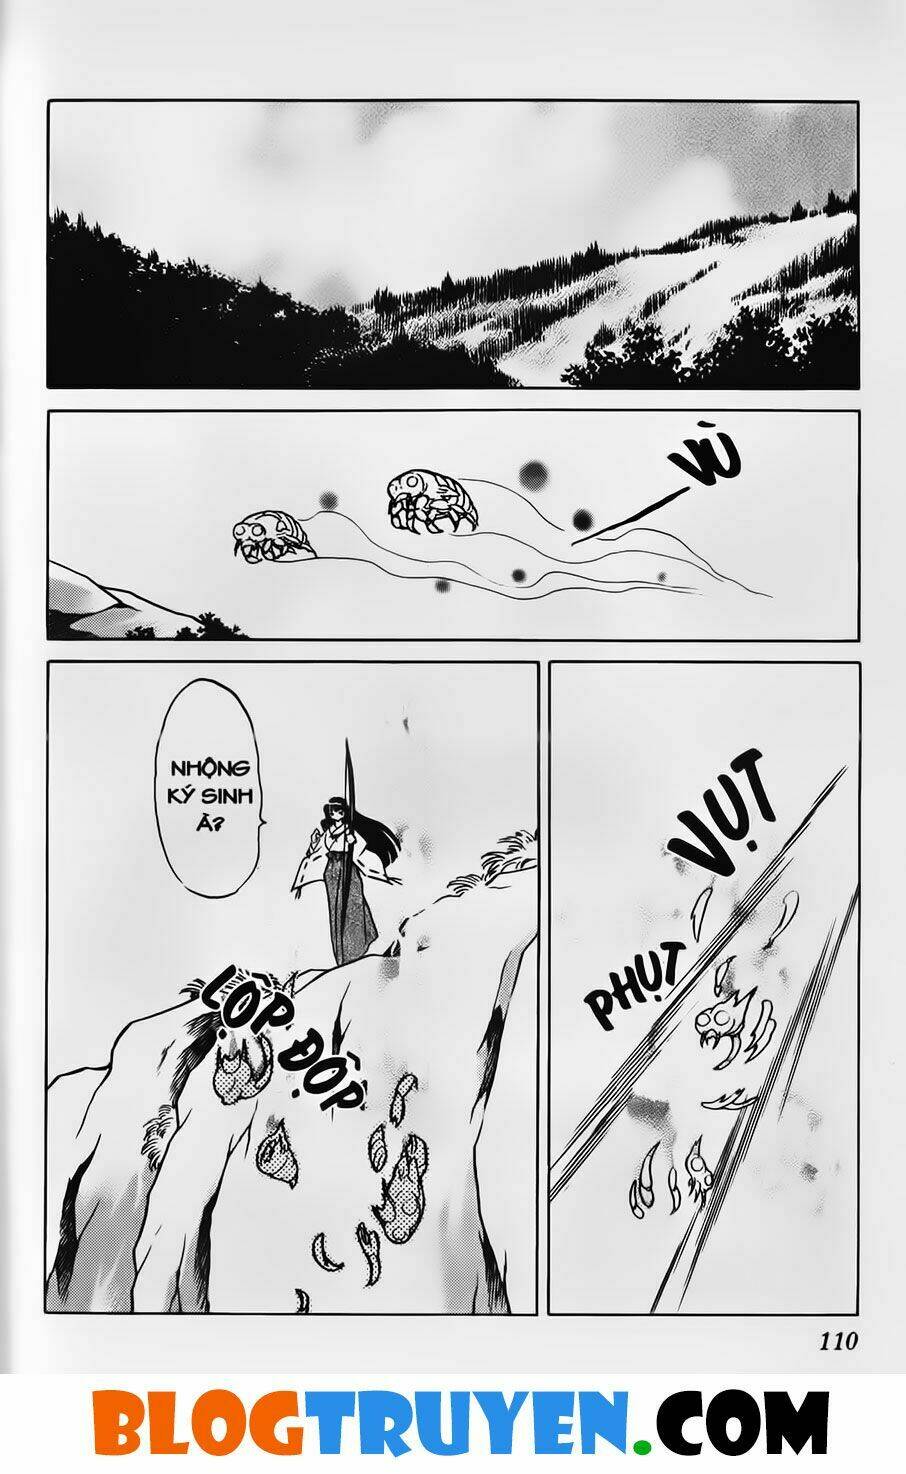 VÙ
NHỘNG
KÝ SINH
À?
LỘP ĐỘP
VỤT
PHỤT
110
BLOGTRUYEN.COM